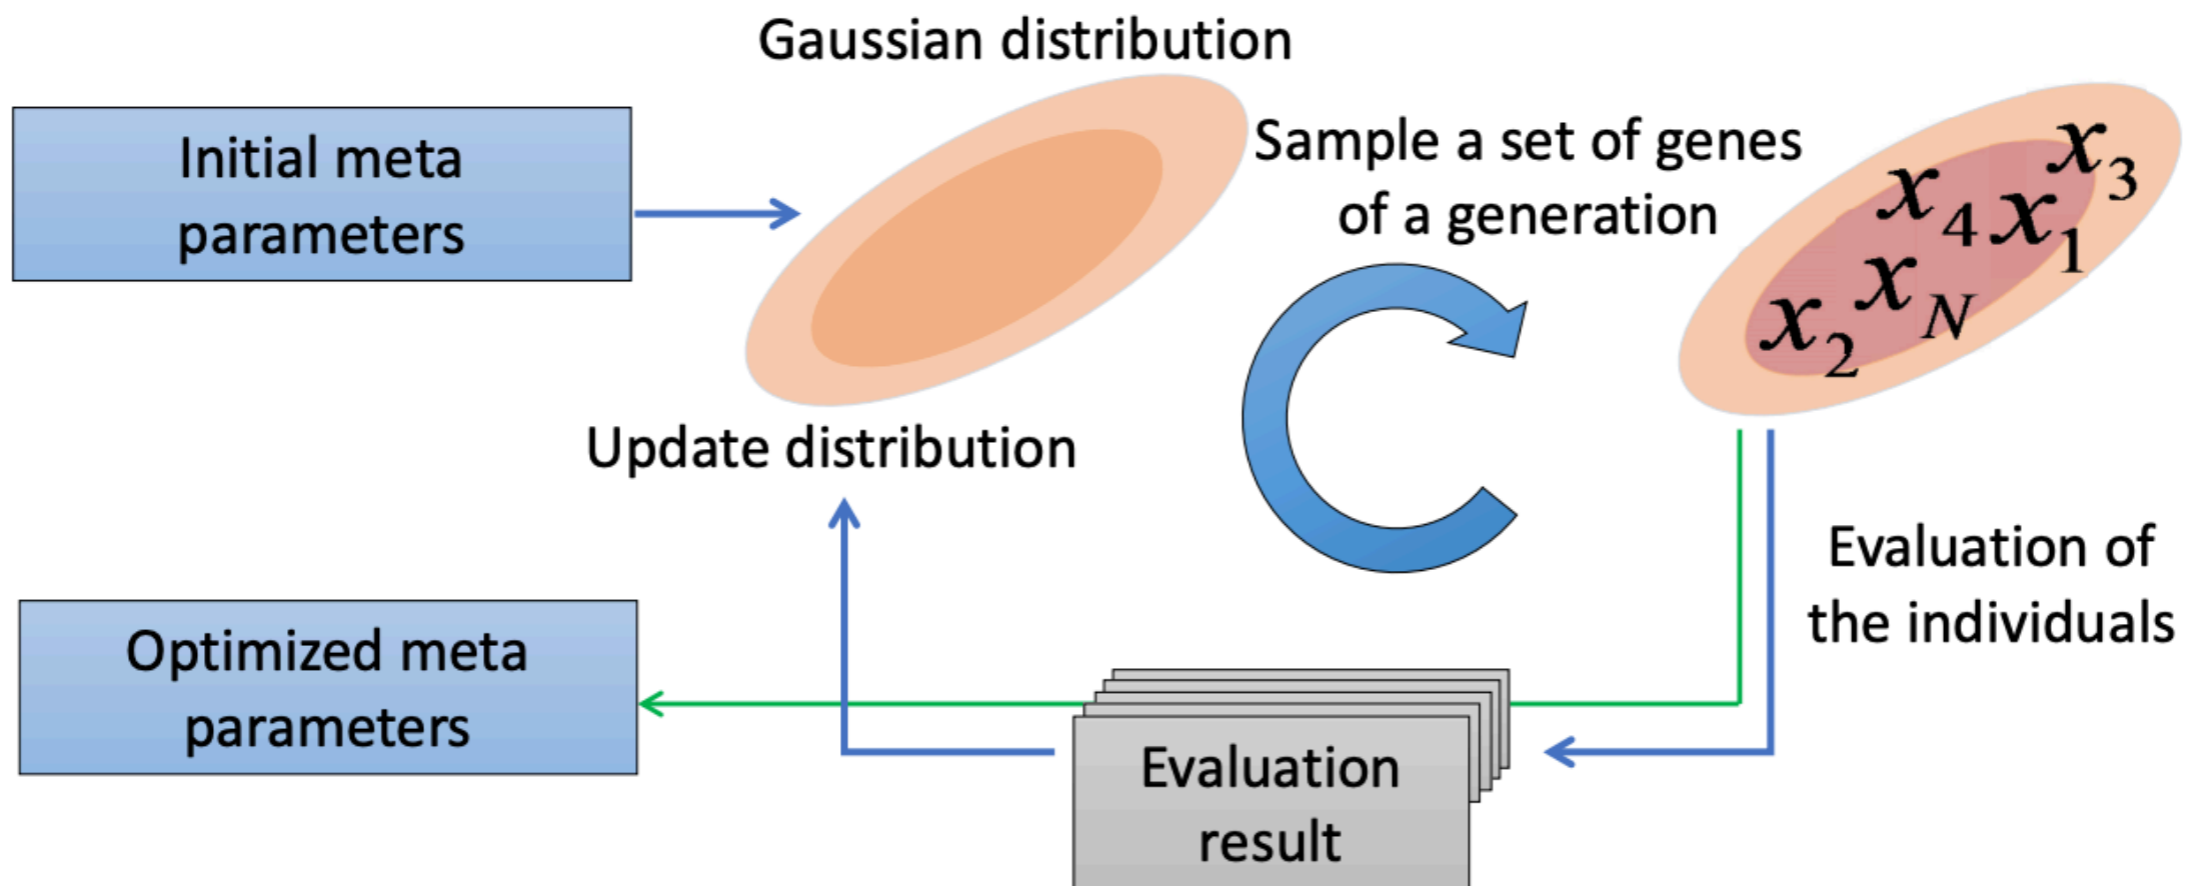 Gaussian distribution
Initial meta
parameters
Sample a set of genes
of a generation
x₃
x₄ x₁
x_N
x₂
Update distribution
Evaluation of
the individuals
Optimized meta
parameters
Evaluation
result